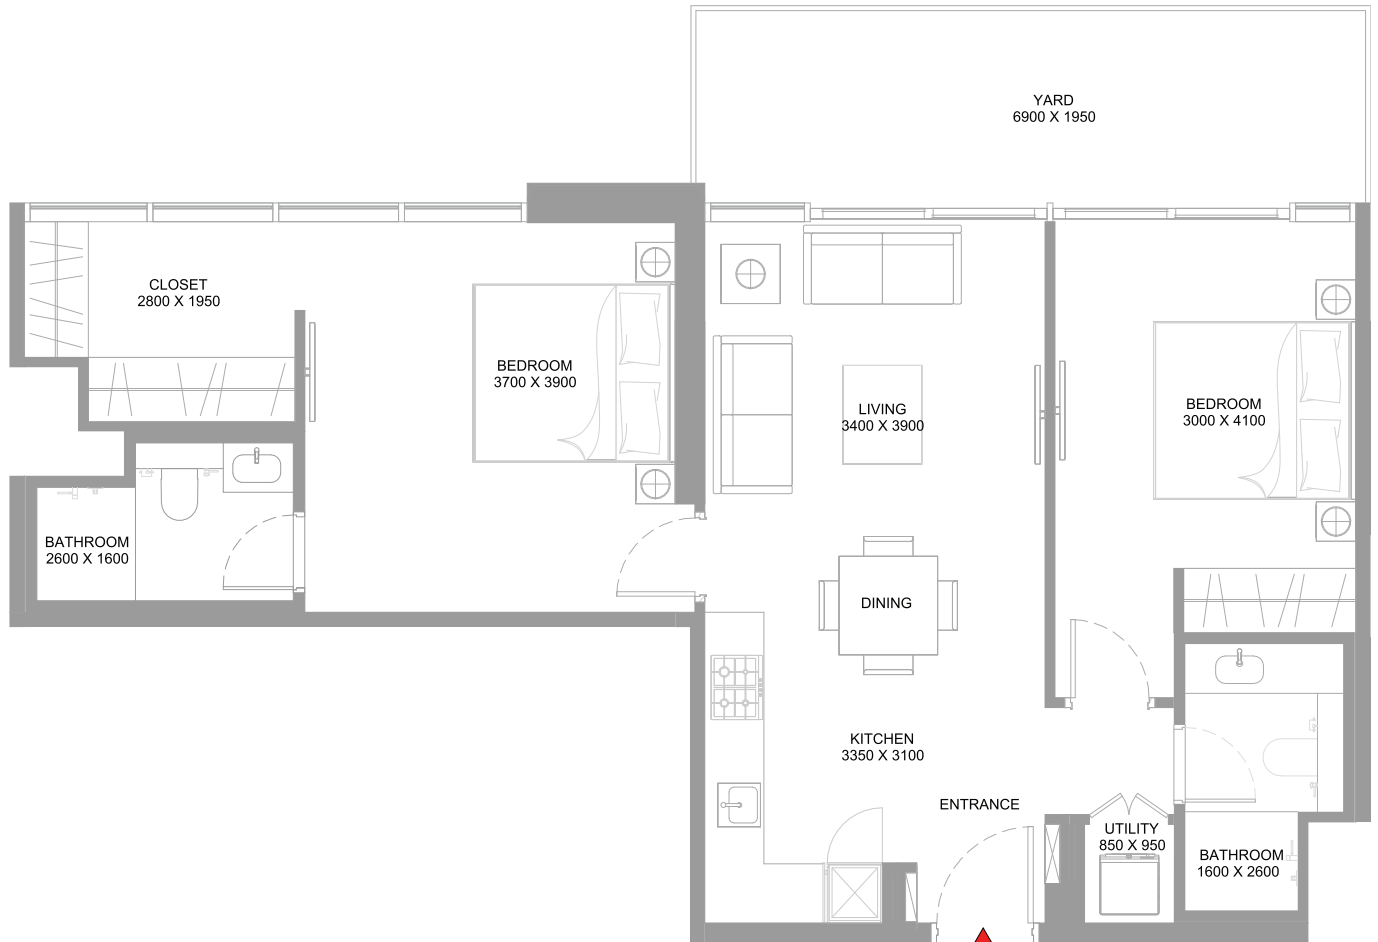 YARD
6900 X 1950
CLOSET
2800 X 1950
BEDROOM
3700 X 3900
LIVING
3400 X 3900
BEDROOM
3000 X 4100
BATHROOM
2600 X 1600
DINING
KITCHEN
3350 X 3100
ENTRANCE
UTILITY
850 X 950
BATHROOM
1600 X 2600